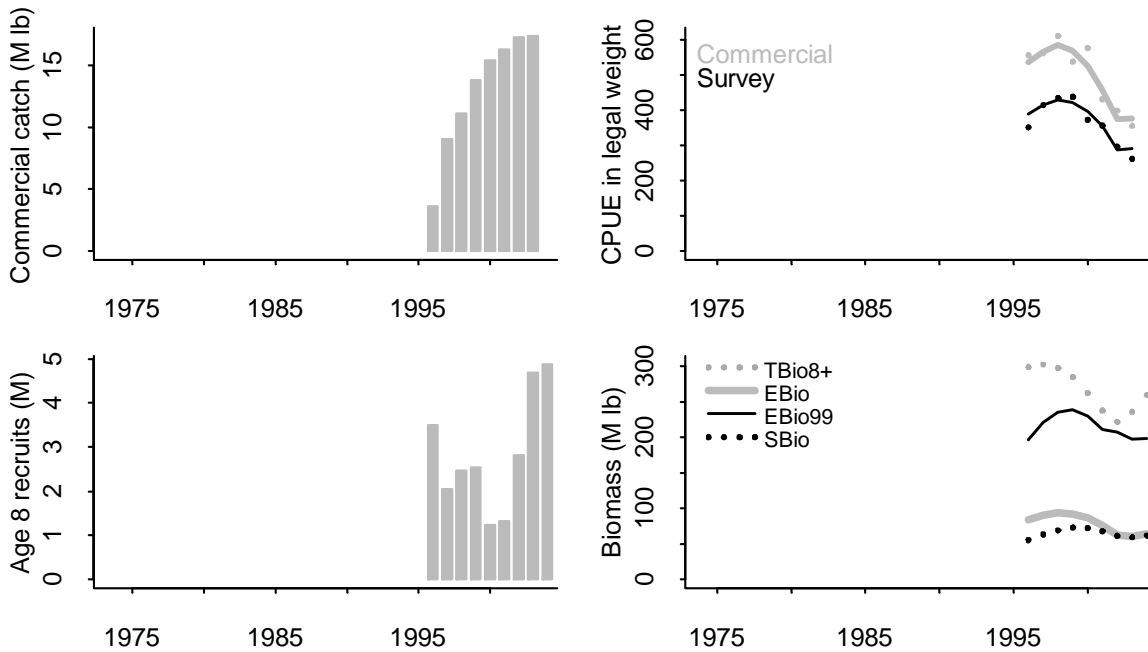 Commercial catch (M lb)
15
10
5
0
1975 1985 1995
CPUE in legal weight
600
400
200
0
Commercial
Survey
1975 1985 1995
Age 8 recruits (M)
5
4
3
2
1
0
1975 1985 1995
Biomass (M lb)
300
200
100
0
TBio8+
EBio
EBio99
SBio
1975 1985 1995